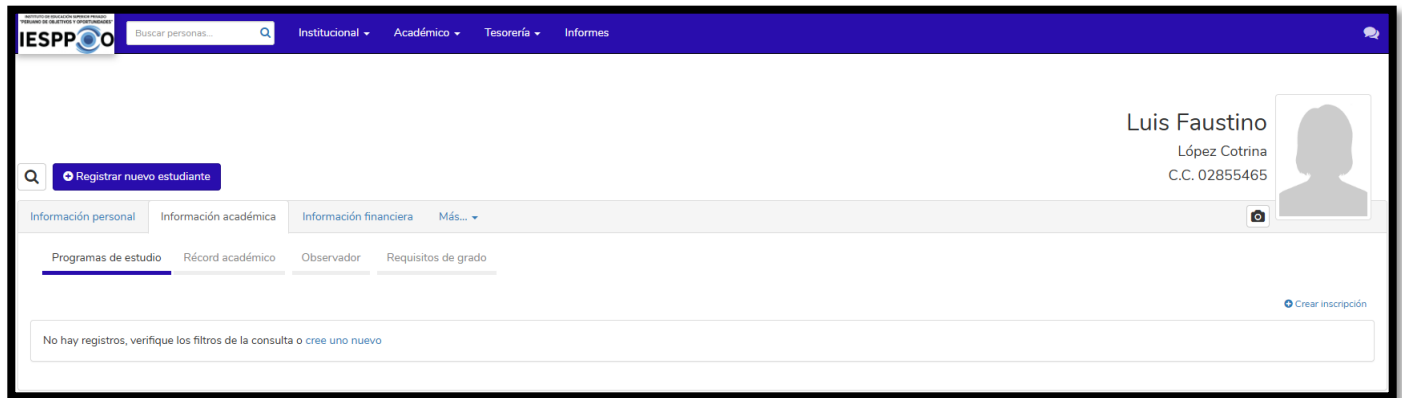 INSTITUTO DE EDUCACIÓN SUPERIOR PRIVADO
"PERUANO DE OBJETIVOS Y OPORTUNIDADES"
IESPPOO
Buscar personas...
Institucional
Académico
Tesorería
Informes
Luis Faustino
López Cotrina
C.C. 02855465
Registrar nuevo estudiante
Información personal
Información académica
Información financiera
Más...
Programas de estudio
Récord académico
Observador
Requisitos de grado
Crear inscripción
No hay registros, verifique los filtros de la consulta o cree uno nuevo